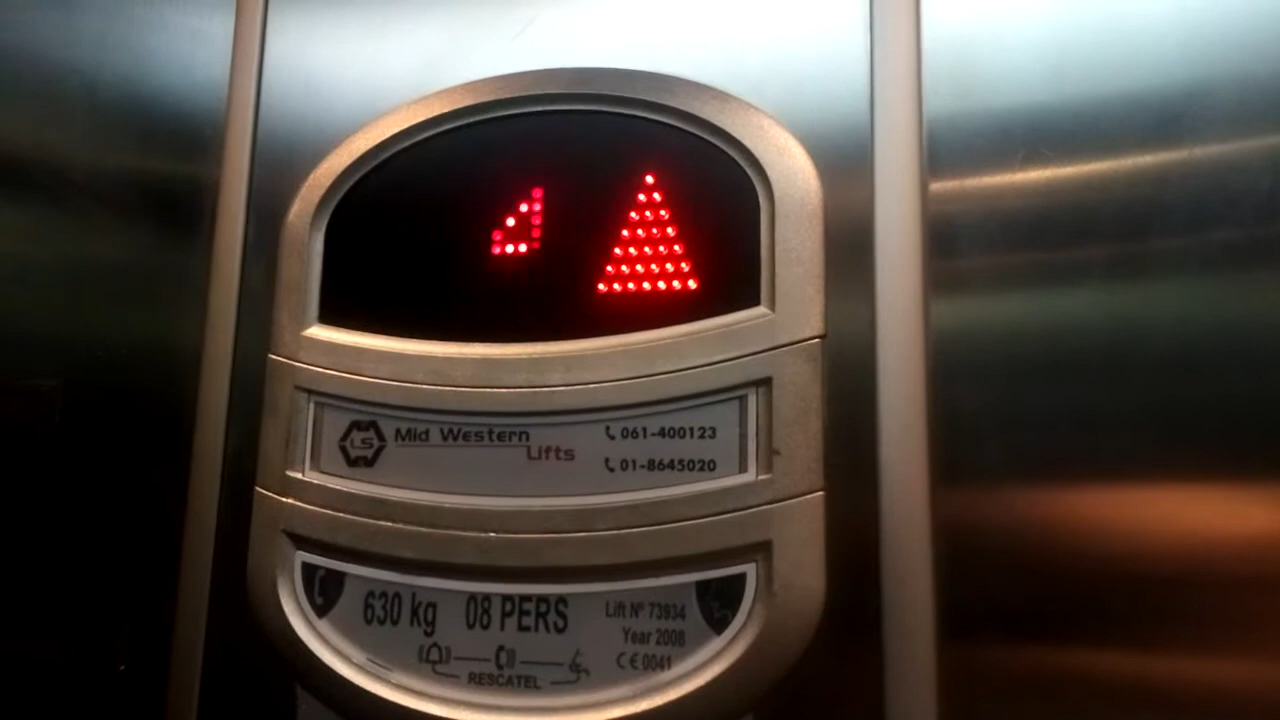 LS Mid Western Lifts
061-400123
01-8645020
630 kg 08 PERS
Lift Nº 73934
Year 2008
CE 0041
RESCATEL